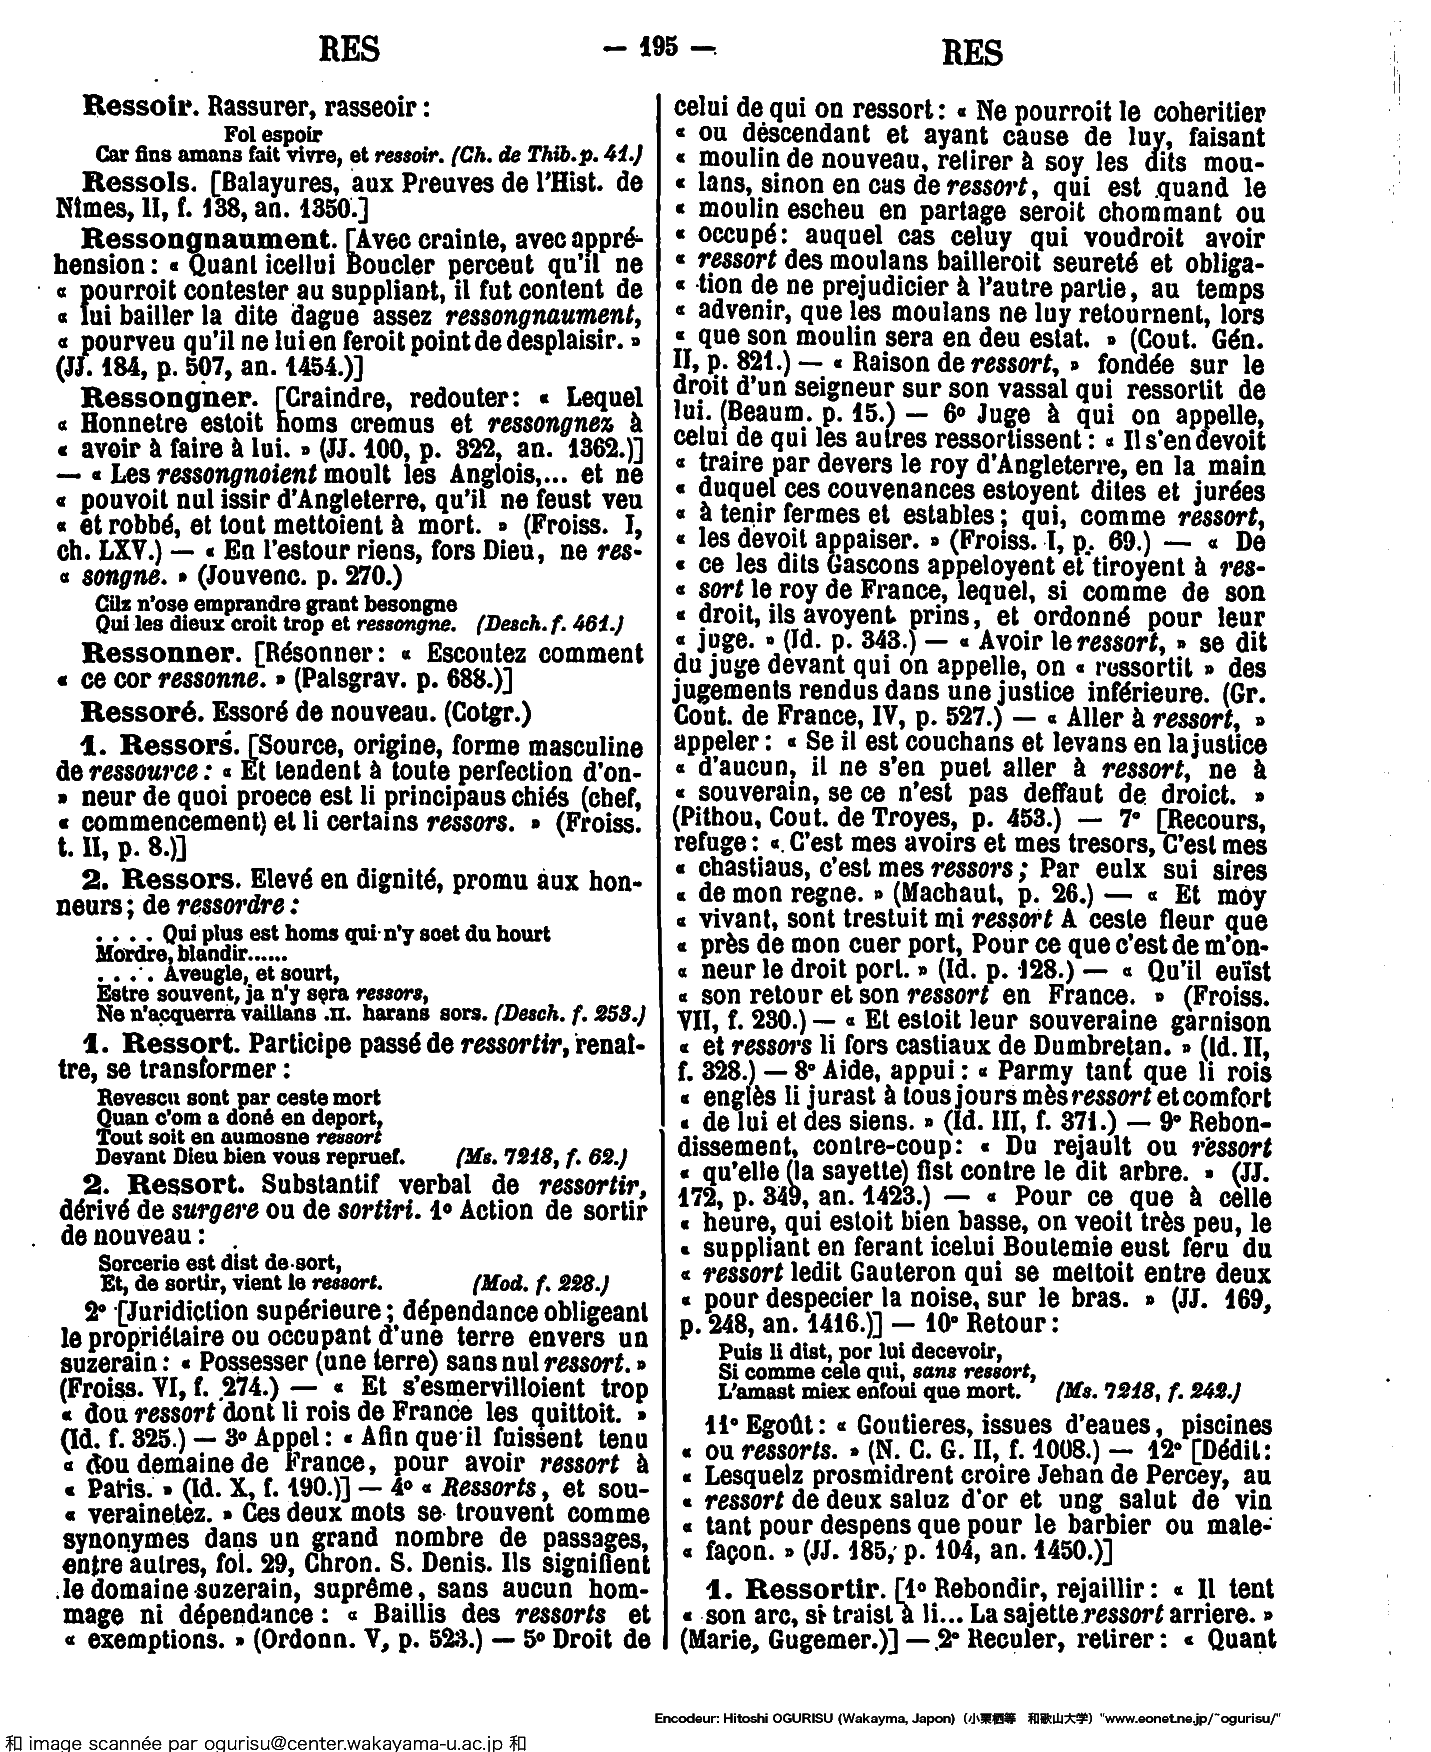 RES
— 195 —
RES
Ressoir. Rassurer, rasseoir :
Fol espoir
Car fins amans fait vivre, et ressoir. (Ch. de Thib. p. 41.)
Ressols. [Balayures, aux Preuves de l'Hist. de
Nîmes, II, f. 138, an. 1350.]
Ressongnaument. [Avec crainte, avec appré-
hension : « Quant icellui Boucler perceut qu'il ne
« pourroit contester au suppliant, il fut content de
« lui bailler la dite dague assez ressongnaument,
« pourveu qu'il ne lui en feroit point de desplaisir. »
(JJ. 184, p. 507, an. 1454.)]
Ressongner. [Craindre, redouter : « Lequel
« Honnetre estoit homs cremus et ressongnez à
« avoir à faire à lui. » (JJ. 100, p. 322, an. 1362.)]
— « Les ressongnoient moult les Anglois,... et ne
« pouvoit nul issir d'Angleterre, qu'il ne feust veu
« et robbé, et tout mettoient à mort. » (Froiss. I,
ch. LXV.) — « En l'estour riens, fors Dieu, ne res-
« songne. » (Jouvenc. p. 270.)
Cilz n'ose emprandre grant besongne
Qui les dieux croit trop et ressongne. (Desch. f. 461.)
Ressonner. [Résonner : « Escoutez comment
« ce cor ressonne. » (Palsgrav. p. 688.)]
Ressoré. Essoré de nouveau. (Cotgr.)
1. Ressors. [Source, origine, forme masculine
de ressource : « Et tendent à toute perfection d'on-
» neur de quoi proece est li principaus chiés (chef,
« commencement) et li certains ressors. » (Froiss.
t. II, p. 8.)]
2. Ressors. Elevé en dignité, promu aux hon-
neurs ; de ressordre :
. . . . Qui plus est homs qui n'y scet du hourt
Mordre, blandir......
. . . . Aveugle, et sourt,
Estre souvent, ja n'y sera ressors,
Ne n'acquerra vaillans .II. harans sors. (Desch. f. 253.)
1. Ressort. Participe passé de ressortir, renaî-
tre, se transformer :
Revescu sont par ceste mort
Quan c'om a doné en deport,
Tout soit en aumosne ressort
Devant Dieu bien vous repruef. (Ms. 7218, f. 62.)
2. Ressort. Substantif verbal de ressortir,
dérivé de surgere ou de sortiri. 1° Action de sortir
de nouveau :
Sorcerie est dist de sort,
Et, de sortir, vient le ressort. (Mod. f. 228.)
2° [Juridiction supérieure ; dépendance obligeant
le propriétaire ou occupant d'une terre envers un
suzerain : « Possesser (une terre) sans nul ressort. »
(Froiss. VI, f. 274.) — « Et s'esmervilloient trop
« dou ressort dont li rois de France les quittoit. »
(Id. f. 325.) — 3° Appel : « Afin que il fuissent tenu
« dou demaine de France, pour avoir ressort à
« Paris. » (Id. X, f. 190.)] — 4° « Ressorts, et sou-
« verainetez. » Ces deux mots se trouvent comme
synonymes dans un grand nombre de passages,
entre autres, fol. 29, Chron. S. Denis. Ils signifient
le domaine suzerain, suprême, sans aucun hom-
mage ni dépendance : « Baillis des ressorts et
« exemptions. » (Ordonn. V, p. 523.) — 5° Droit de
celui de qui on ressort : « Ne pourroit le coheritier
« ou descendant et ayant cause de luy, faisant
« moulin de nouveau, retirer à soy les dits mou-
« lans, sinon en cas de ressort, qui est quand le
« moulin escheu en partage seroit chommant ou
« occupé : auquel cas celuy qui voudroit avoir
« ressort des moulans bailleroit seureté et obliga-
« tion de ne prejudicier à l'autre partie, au temps
« advenir, que les moulans ne luy retournent, lors
« que son moulin sera en deu estat. » (Cout. Gén.
II, p. 821.) — « Raison de ressort, » fondée sur le
droit d'un seigneur sur son vassal qui ressortit de
lui. (Beaum. p. 15.) — 6° Juge à qui on appelle,
celui de qui les autres ressortissent : « Il s'en devoit
« traire par devers le roy d'Angleterre, en la main
« duquel ces couvenances estoyent dites et jurées
« à tenir fermes et estables ; qui, comme ressort,
« les devoit appaiser. » (Froiss. I, p. 69.) — « De
« ce les dits Gascons appeloyent et tiroyent à res-
« sort le roy de France, lequel, si comme de son
« droit, ils avoyent prins, et ordonné pour leur
« juge. » (Id. p. 343.) — « Avoir le ressort, » se dit
du juge devant qui on appelle, on « ressortit » des
jugements rendus dans une justice inférieure. (Gr.
Cout. de France, IV, p. 527.) — « Aller à ressort, »
appeler : « Se il est couchans et levans en la justice
« d'aucun, il ne s'en puet aller à ressort, ne à
« souverain, se ce n'est pas deffaut de droict. »
(Pithou, Cout. de Troyes, p. 453.) — 7° [Recours,
refuge : « C'est mes avoirs et mes tresors, C'est mes
« chastiaus, c'est mes ressors ; Par eulx sui sires
« de mon regne. » (Machaut, p. 26.) — « Et moy
« vivant, sont trestuit mi ressort A ceste fleur que
« près de mon cuer port, Pour ce que c'est de m'on-
« neur le droit port. » (Id. p. 128.) — « Qu'il euïst
« son retour et son ressort en France. » (Froiss.
VII, f. 230.) — « Et estoit leur souveraine garnison
« et ressors li fors castiaux de Dumbretan. » (Id. II,
f. 328.) — 8° Aide, appui : « Parmy tant que li rois
« englès li jurast à tous jours mès ressort et comfort
« de lui et des siens. » (Id. III, f. 371.) — 9° Rebon-
dissement, contre-coup : « Du rejault ou ressort
« qu'elle (la sayette) fist contre le dit arbre. » (JJ.
172, p. 349, an. 1423.) — « Pour ce que à celle
« heure, qui estoit bien basse, on veoit très peu, le
« suppliant en ferant icelui Boutemie eust feru du
« ressort ledit Gauteron qui se mettoit entre deux
« pour despecier la noise, sur le bras. » (JJ. 169,
p. 248, an. 1416.)] — 10° Retour :
Puis li dist, por lui decevoir,
Si comme cele qui, sans ressort,
L'amast miex enfoui que mort. (Ms. 7218, f. 242.)
11° Egoût : « Goutieres, issues d'eaues, piscines
« ou ressorts. » (N. C. G. II, f. 1008.) — 12° [Dédit :
« Lesquelz prosmidrent croire Jehan de Percey, au
« ressort de deux saluz d'or et ung salut de vin
« tant pour despens que pour le barbier ou male-
« façon. » (JJ. 185, p. 104, an. 1450.)]
1. Ressortir. [1° Rebondir, rejaillir : « Il tent
« son arc, si traist à li... La sajette ressort arriere. »
(Marie, Gugemer.)] — 2° Reculer, retirer : « Quant
Encodeur: Hitoshi OGURISU (Wakayma, Japon) (小栗栖等 和歌山大学) "www.eonet.ne.jp/~ogurisu/"
和 image scannée par ogurisu@center.wakayama-u.ac.jp 和